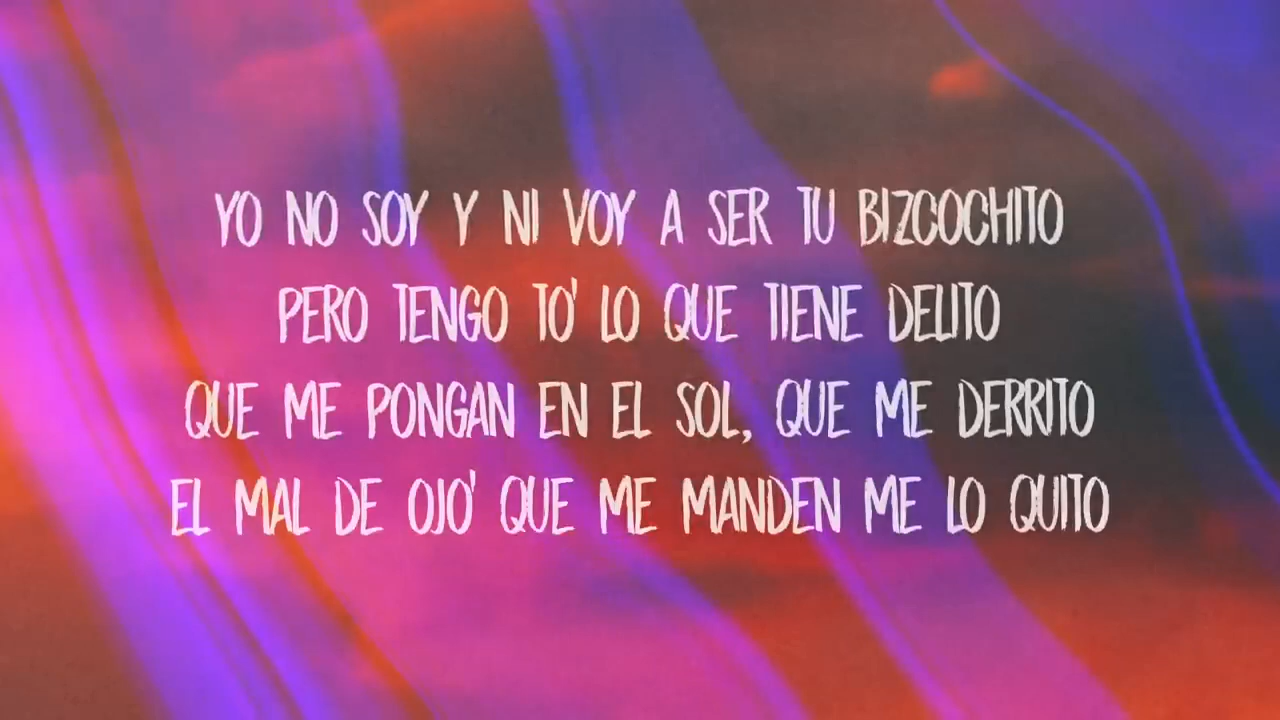 YO NO SOY Y NI VOY A SER TU BIZCOCHITO
PERO TENGO TO' LO QUE TIENE DELITO
QUE ME PONGAN EN EL SOL, QUE ME DERRITO
EL MAL DE OJO' QUE ME MANDEN ME LO QUITO